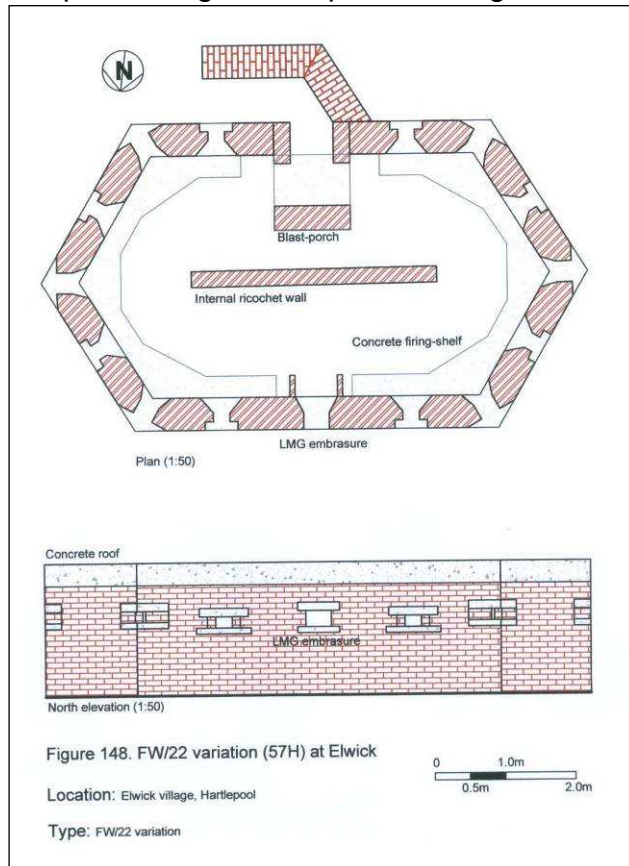 N
Blast-porch
Internal ricochet wall
Concrete firing-shelf
LMG embrasure
Plan (1:50)
Concrete roof
LMG embrasure
North elevation (1:50)
Figure 148. FW/22 variation (57H) at Elwick
0 1.0m
0.5m 2.0m
Location: Elwick village, Hartlepool
Type: FW/22 variation